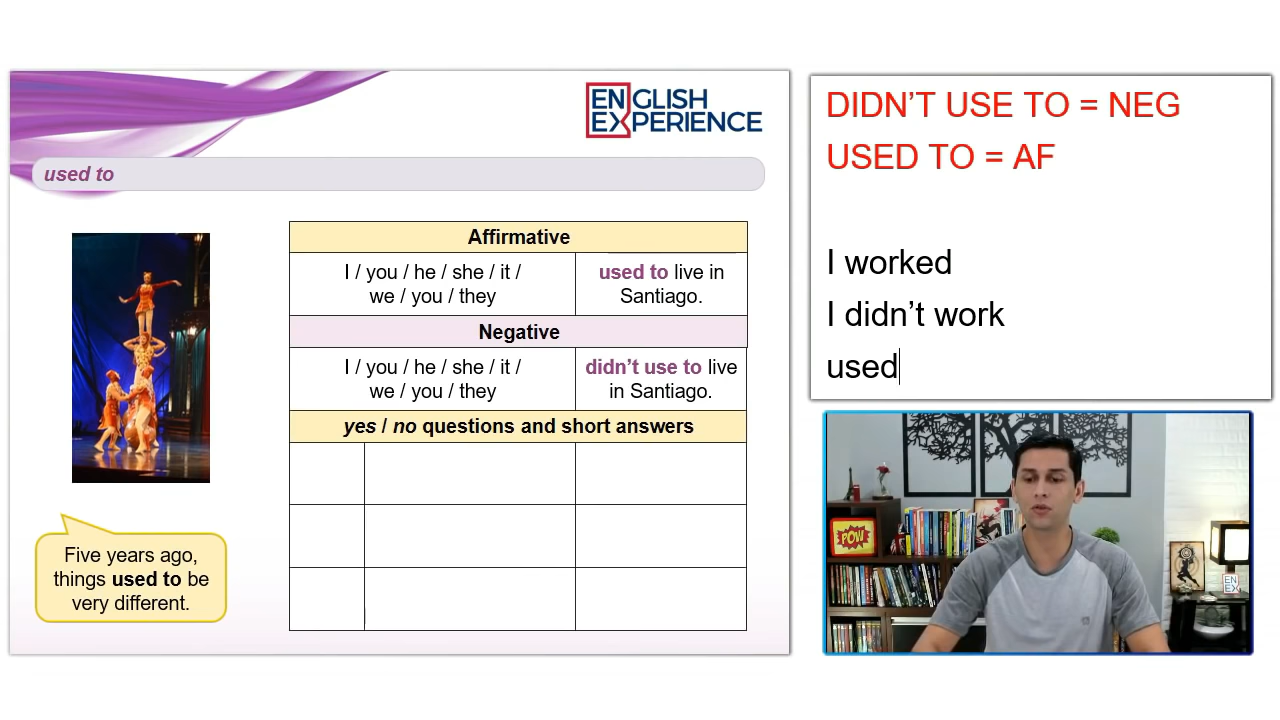 ENGLISH
EXPERIENCE
used to
Affirmative
I / you / he / she / it /
we / you / they
used to live in
Santiago.
Negative
I / you / he / she / it /
we / you / they
didn’t use to live
in Santiago.
yes / no questions and short answers
Five years ago,
things used to be
very different.
DIDN’T USE TO = NEG
USED TO = AF
I worked
I didn’t work
used
POW
EN
EX